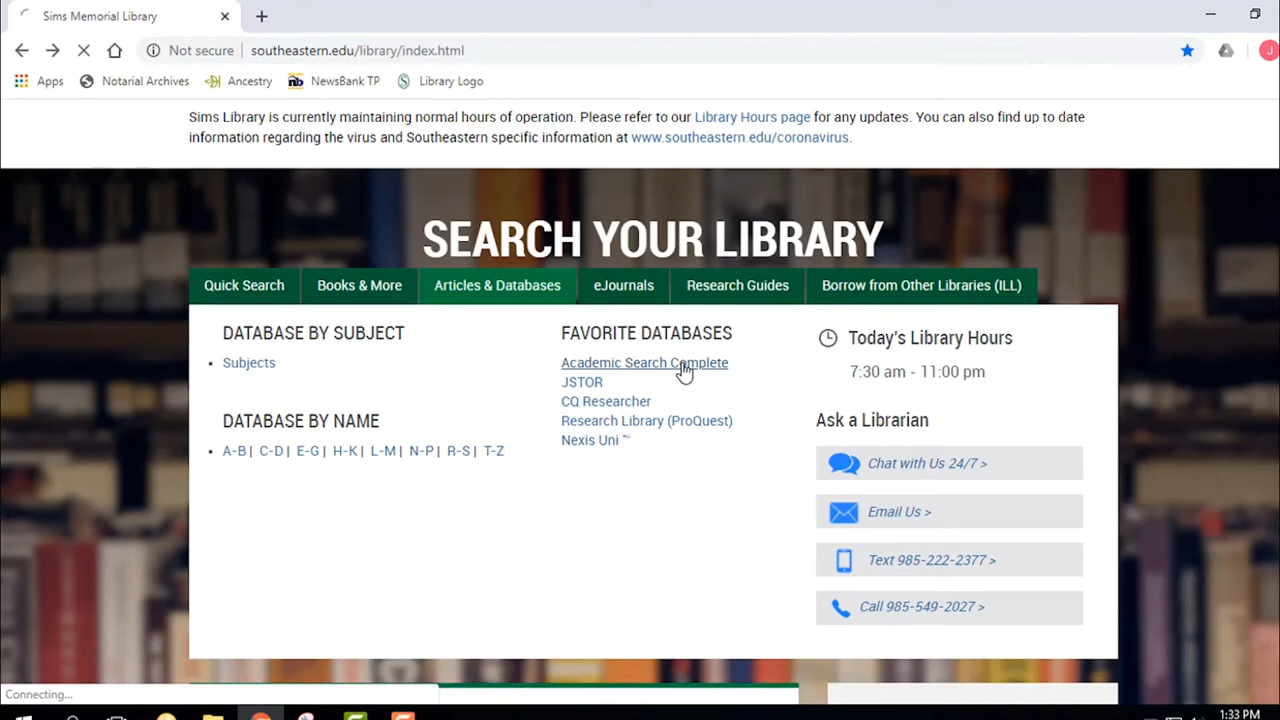 Sims Memorial Library
Not secure southeastern.edu/library/index.html
J
Apps Notarial Archives Ancestry NewsBank TP Library Logo
Sims Library is currently maintaining normal hours of operation. Please refer to our Library Hours page for any updates. You can also find up to date
information regarding the virus and Southeastern specific information at www.southeastern.edu/coronavirus.
SEARCH YOUR LIBRARY
Quick Search Books & More Articles & Databases eJournals Research Guides Borrow from Other Libraries (ILL)
DATABASE BY SUBJECT
• Subjects
DATABASE BY NAME
• A-B | C-D | E-G | H-K | L-M | N-P | R-S | T-Z
FAVORITE DATABASES
Academic Search Complete
JSTOR
CQ Researcher
Research Library (ProQuest)
Nexis Uni ™
Today's Library Hours
7:30 am - 11:00 pm
Ask a Librarian
Chat with Us 24/7 >
Email Us >
Text 985-222-2377 >
Call 985-549-2027 >
Connecting...
1:33 PM